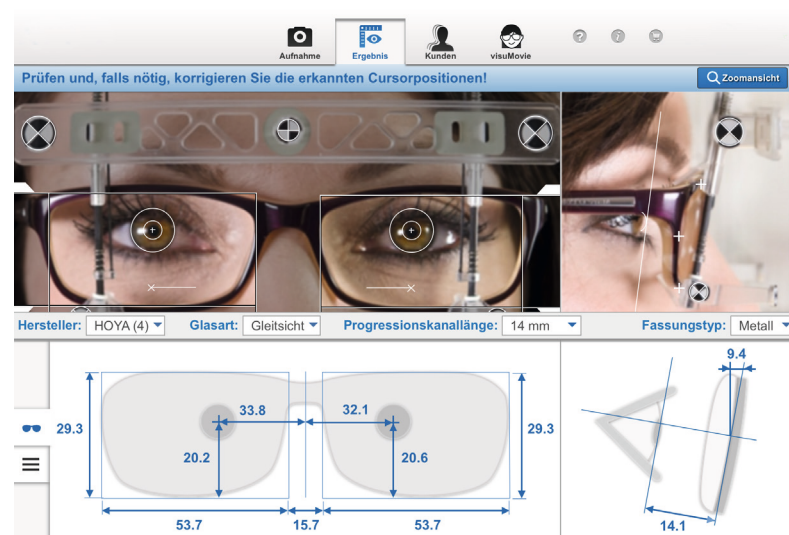 Aufnahme
Ergebnis
Kunden
visuMovie
Prüfen und, falls nötig, korrigieren Sie die erkannten Cursorpositionen!
Zoomansicht
Hersteller: HOYA (4) Glasart: Gleitsicht Progressionskanallänge: 14 mm Fassungstyp: Metall
9.4
33.8 32.1
29.3 29.3
20.2 20.6
53.7 15.7 53.7
14.1